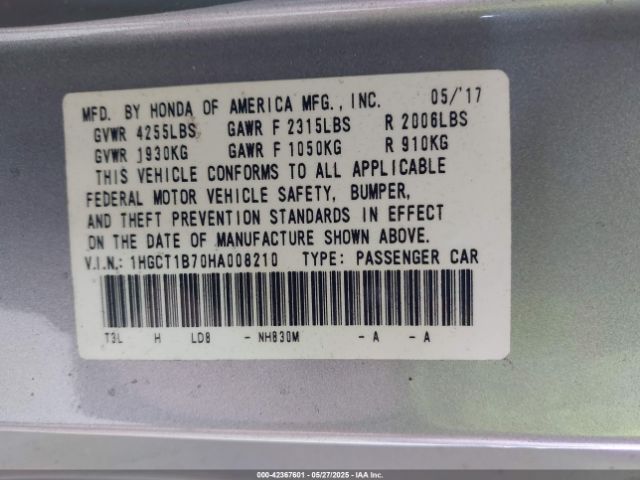 MFD. BY HONDA OF AMERICA MFG., INC. 05/'17
GVWR 4255LBS GAWR F 2315LBS R 2006LBS
GVWR 1930KG GAWR F 1050KG R 910KG
THIS VEHICLE CONFORMS TO ALL APPLICABLE
FEDERAL MOTOR VEHICLE SAFETY, BUMPER,
AND THEFT PREVENTION STANDARDS IN EFFECT
ON THE DATE OF MANUFACTURE SHOWN ABOVE.
V.I.N.: 1HGCT1B70HA008210 TYPE: PASSENGER CAR
T3L H LD8 - NH830M - A - A
000-42367601 - 05/27/2025 - IAA Inc.